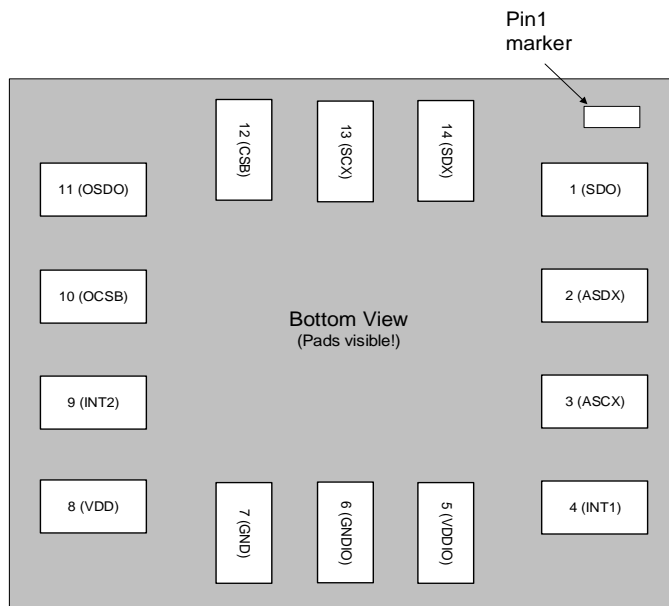 Pin1
marker
12 (CSB)
13 (SCX)
14 (SDX)
11 (OSDO)
1 (SDO)
10 (OCSB)
2 (ASDX)
Bottom View
(Pads visible!)
9 (INT2)
3 (ASCX)
8 (VDD)
7 (GND)
6 (GNDIO)
5 (VDDIO)
4 (INT1)